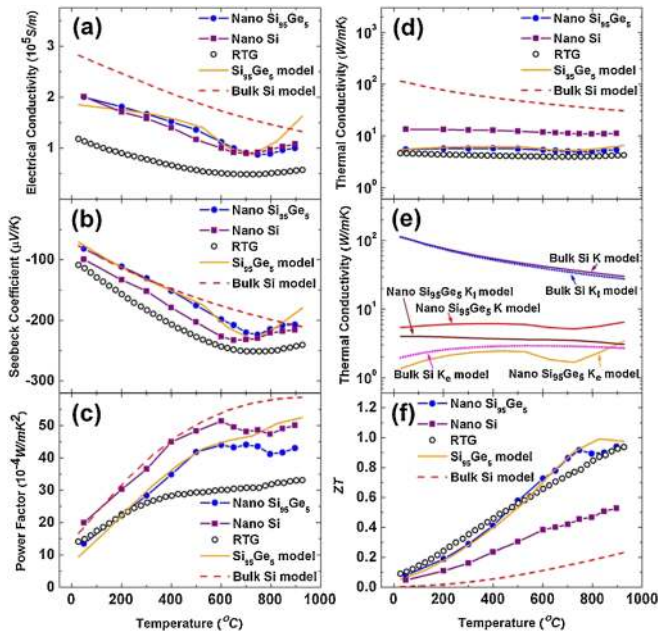 (a)
Nano Si95Ge5
Nano Si
RTG
Si95Ge5 model
Bulk Si model
Electrical Conductivity (10^5 S/m)
3
2
1
(b)
Nano Si95Ge5
Nano Si
RTG
Si95Ge5 model
Bulk Si model
Seebeck Coefficient (μV/K)
-100
-200
-300
(c)
Nano Si95Ge5
Nano Si
RTG
Si95Ge5 model
Bulk Si model
Power Factor (10^-4 W/mK^2)
60
50
40
30
20
10
0
0 200 400 600 800 1000
Temperature (°C)
(d)
Nano Si95Ge5
Nano Si
RTG
Si95Ge5 model
Bulk Si model
Thermal Conductivity (W/mK)
10^3
10^2
10^1
10^0
(e)
Bulk Si K model
Bulk Si Kl model
Nano Si95Ge5 Kl model
Nano Si95Ge5 K model
Bulk Si Ke model
Nano Si95Ge5 Ke model
Thermal Conductivity (W/mK)
10^2
10^1
10^0
(f)
Nano Si95Ge5
Nano Si
RTG
Si95Ge5 model
Bulk Si model
ZT
1.2
1.0
0.8
0.6
0.4
0.2
0.0
0 200 400 600 800 1000
Temperature (°C)